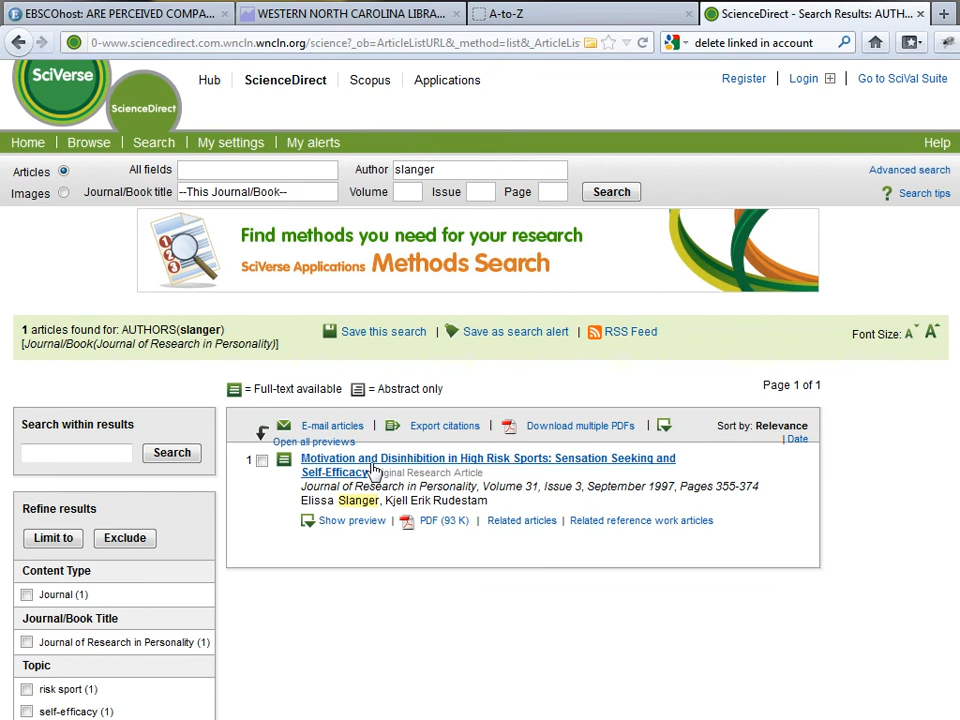 EBSCOhost: ARE PERCEIVED COMPA...
WESTERN NORTH CAROLINA LIBRA...
A-to-Z
ScienceDirect - Search Results: AUTH...
0-www.sciencedirect.com.wncln.wncln.org/science?_ob=ArticleListURL&_method=list&_ArticleLis
delete linked in account
SciVerse
ScienceDirect
Hub
ScienceDirect
Scopus
Applications
Register
Login
Go to SciVal Suite
Home
Browse
Search
My settings
My alerts
Help
Articles
All fields
Author
slanger
Advanced search
Images
Journal/Book title
--This Journal/Book--
Volume
Issue
Page
Search
? Search tips
Find methods you need for your research
SciVerse Applications Methods Search
1 articles found for: AUTHORS(slanger)
[Journal/Book(Journal of Research in Personality)]
Save this search | Save as search alert | RSS Feed
Font Size: A A
= Full-text available
= Abstract only
Page 1 of 1
Search within results
Search
E-mail articles | Export citations | Download multiple PDFs |
Open all previews
Sort by: Relevance
| Date
1
Motivation and Disinhibition in High Risk Sports: Sensation Seeking and
Self-Efficacy Original Research Article
Journal of Research in Personality, Volume 31, Issue 3, September 1997, Pages 355-374
Elissa Slanger, Kjell Erik Rudestam
Show preview | PDF (93 K) | Related articles | Related reference work articles
Refine results
Limit to
Exclude
Content Type
Journal (1)
Journal/Book Title
Journal of Research in Personality (1)
Topic
risk sport (1)
self-efficacy (1)